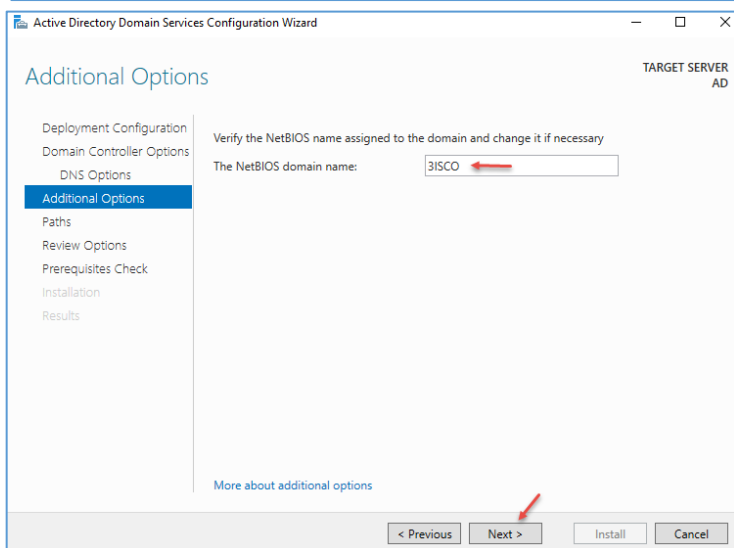 Active Directory Domain Services Configuration Wizard
Additional Options
TARGET SERVER
AD
Deployment Configuration
Domain Controller Options
DNS Options
Additional Options
Paths
Review Options
Prerequisites Check
Installation
Results
Verify the NetBIOS name assigned to the domain and change it if necessary
The NetBIOS domain name: 3ISCO
More about additional options
< Previous Next > Install Cancel